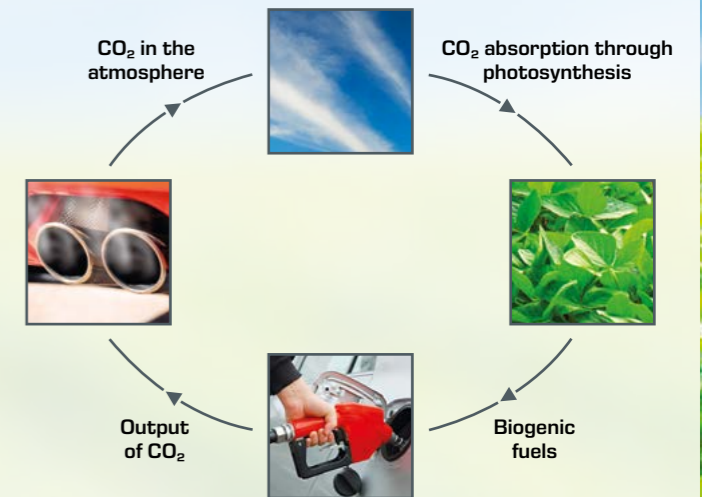 CO₂ in the
atmosphere
CO₂ absorption through
photosynthesis
Output
of CO₂
Biogenic
fuels